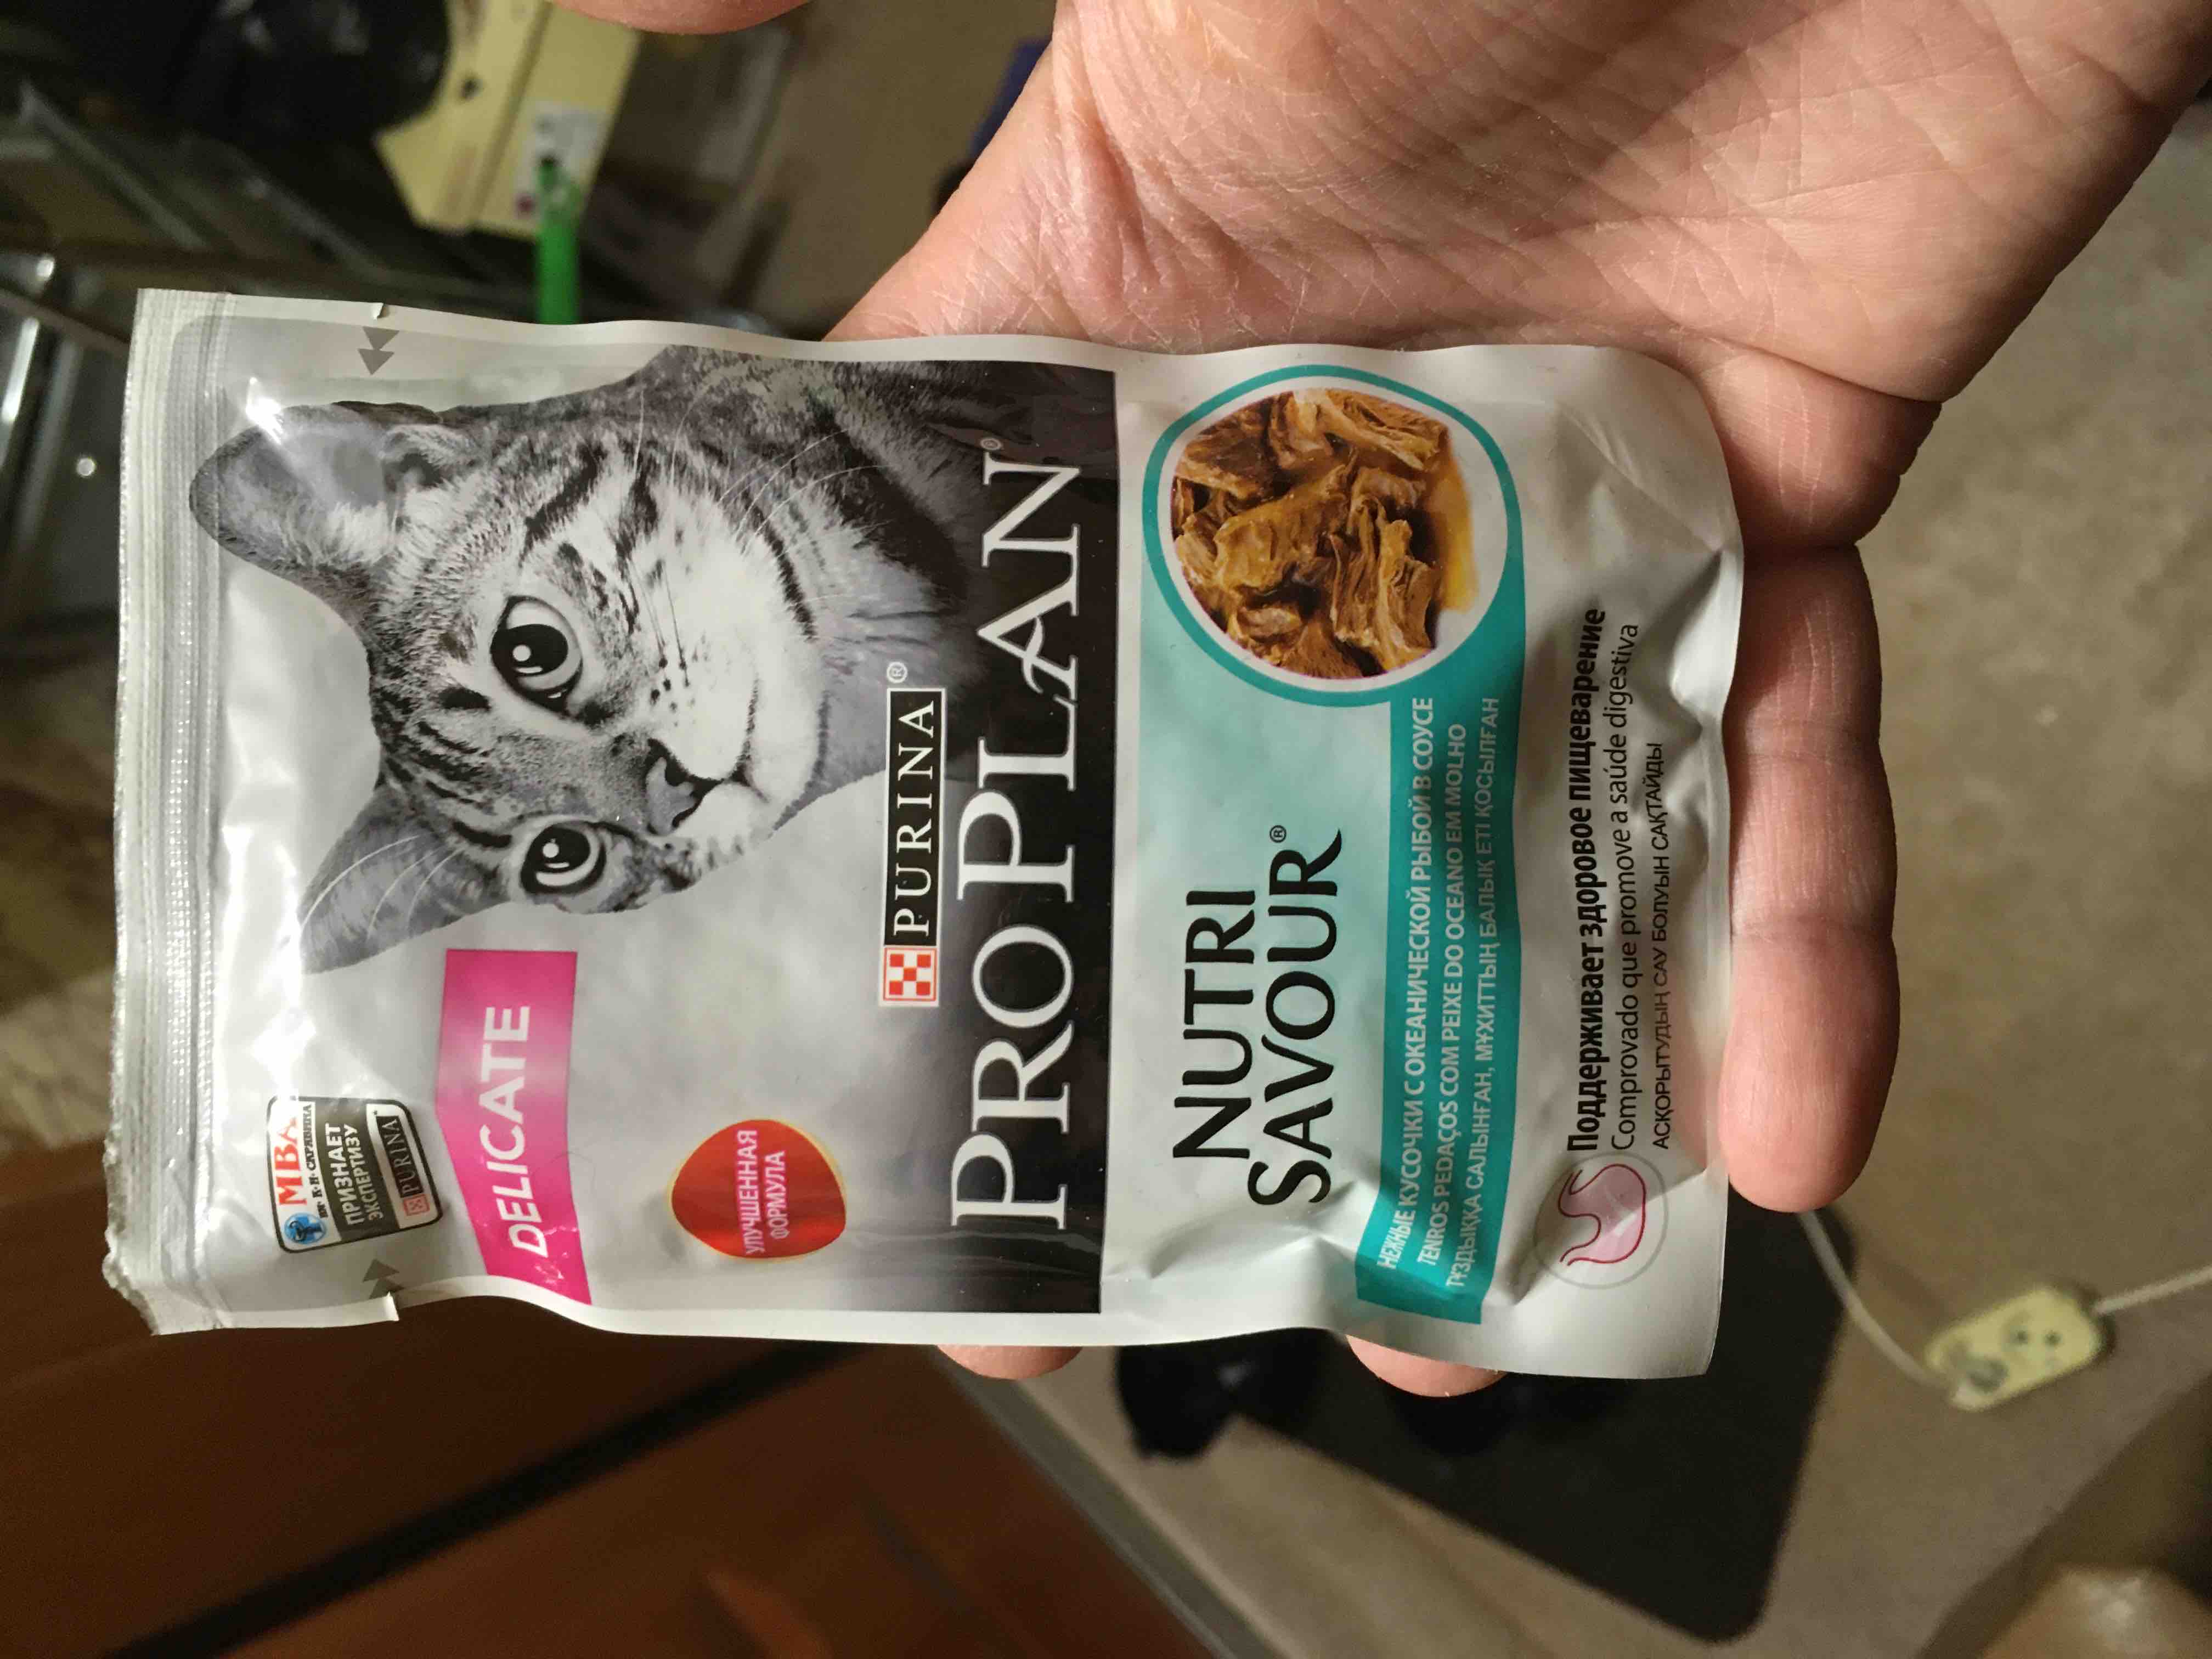 МВА
ИМ. К.И. СКРЯБИНА
ПРИЗНАЕТ
ЭКСПЕРТИЗУ
PURINA
DELICATE
УЛУЧШЕННАЯ
ФОРМУЛА
PURINA®
PRO PLAN®
NUTRI
SAVOUR®
НЕЖНЫЕ КУСОЧКИ С ОКЕАНИЧЕСКОЙ РЫБОЙ В СОУСЕ
TENROS PEDAÇOS COM PEIXE DO OCEANO EM MOLHO
ТҰЗДЫҚҚА САЛЫНҒАН, МҰХИТТЫҢ БАЛЫҚ ЕТІ ҚОСЫЛҒАН
Поддерживает здоровое пищеварение
Comprovado que promove a saúde digestiva
АСҚОРЫТУДЫҢ САУ БОЛУЫН САҚТАЙДЫ